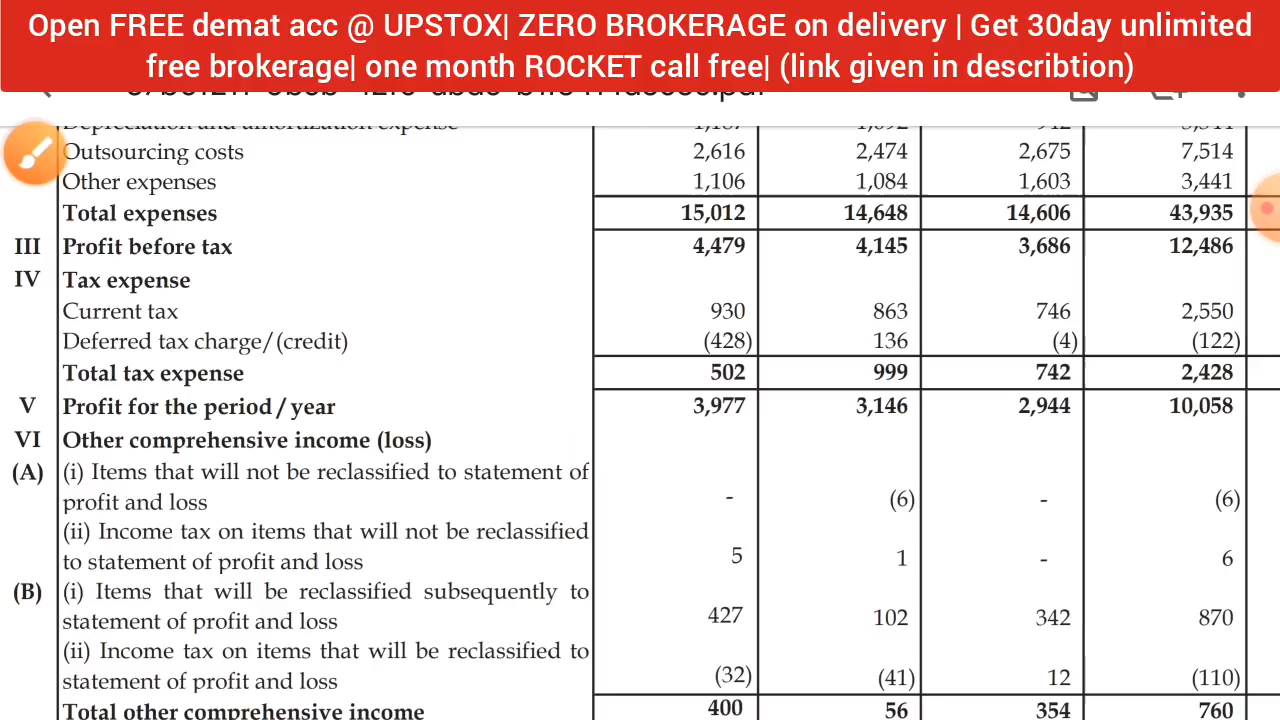 Open FREE demat acc @ UPSTOX| ZERO BROKERAGE on delivery | Get 30day unlimited
free brokerage| one month ROCKET call free| (link given in describtion)
Depreciation and amortization expense
Outsourcing costs 2,616 2,474 2,675 7,514
Other expenses 1,106 1,084 1,603 3,441
Total expenses 15,012 14,648 14,606 43,935
III Profit before tax 4,479 4,145 3,686 12,486
IV Tax expense
Current tax 930 863 746 2,550
Deferred tax charge/(credit) (428) 136 (4) (122)
Total tax expense 502 999 742 2,428
V Profit for the period/year 3,977 3,146 2,944 10,058
VI Other comprehensive income (loss)
(A) (i) Items that will not be reclassified to statement of
profit and loss - (6) - (6)
(ii) Income tax on items that will not be reclassified
to statement of profit and loss 5 1 - 6
(B) (i) Items that will be reclassified subsequently to
statement of profit and loss 427 102 342 870
(ii) Income tax on items that will be reclassified to
statement of profit and loss (32) (41) 12 (110)
Total other comprehensive income 400 56 354 760